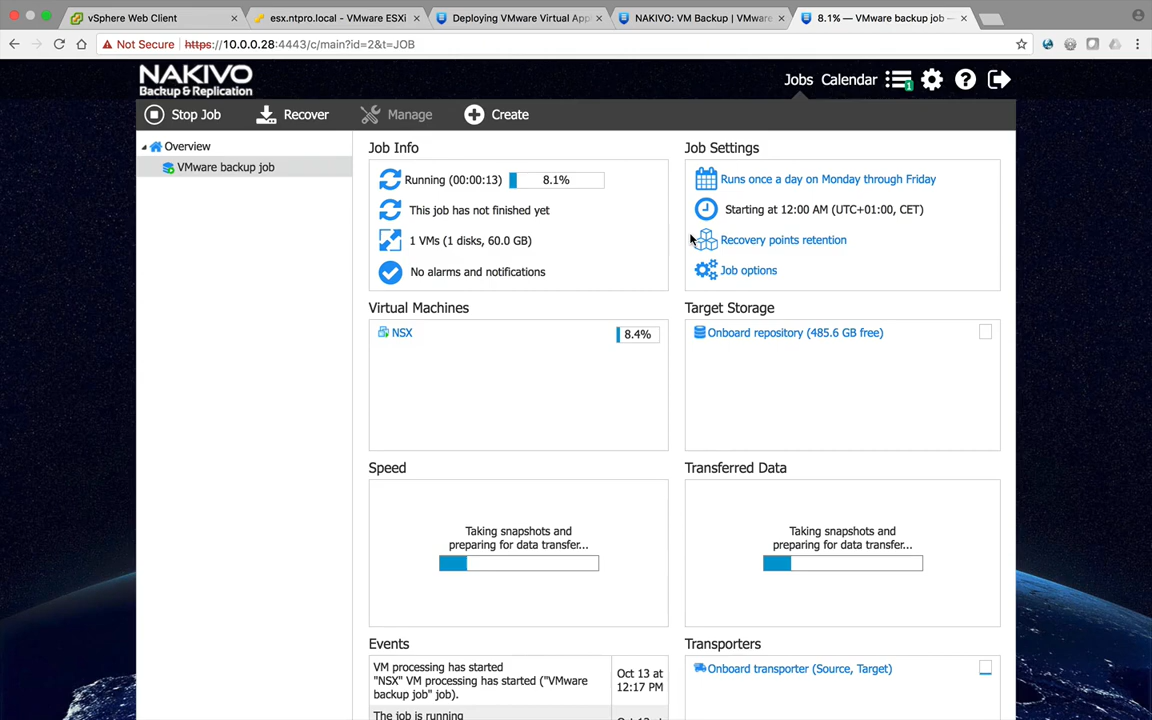 vSphere Web Client
esx.ntpro.local - VMware ESXi
Deploying VMware Virtual App
NAKIVO: VM Backup | VMware
8.1% — VMware backup job —
Not Secure https://10.0.0.28:4443/c/main?id=2&t=JOB
NAKIVO
Backup & Replication
Jobs Calendar 1
Stop Job Recover Manage Create
Overview
VMware backup job
Job Info
Running (00:00:13) 8.1%
This job has not finished yet
1 VMs (1 disks, 60.0 GB)
No alarms and notifications
Job Settings
Runs once a day on Monday through Friday
Starting at 12:00 AM (UTC+01:00, CET)
Recovery points retention
Job options
Virtual Machines
NSX 8.4%
Target Storage
Onboard repository (485.6 GB free)
Speed
Taking snapshots and
preparing for data transfer...
Transferred Data
Taking snapshots and
preparing for data transfer...
Events
VM processing has started
"NSX" VM processing has started ("VMware
backup job" job).
Oct 13 at
12:17 PM
The job is running
Transporters
Onboard transporter (Source, Target)